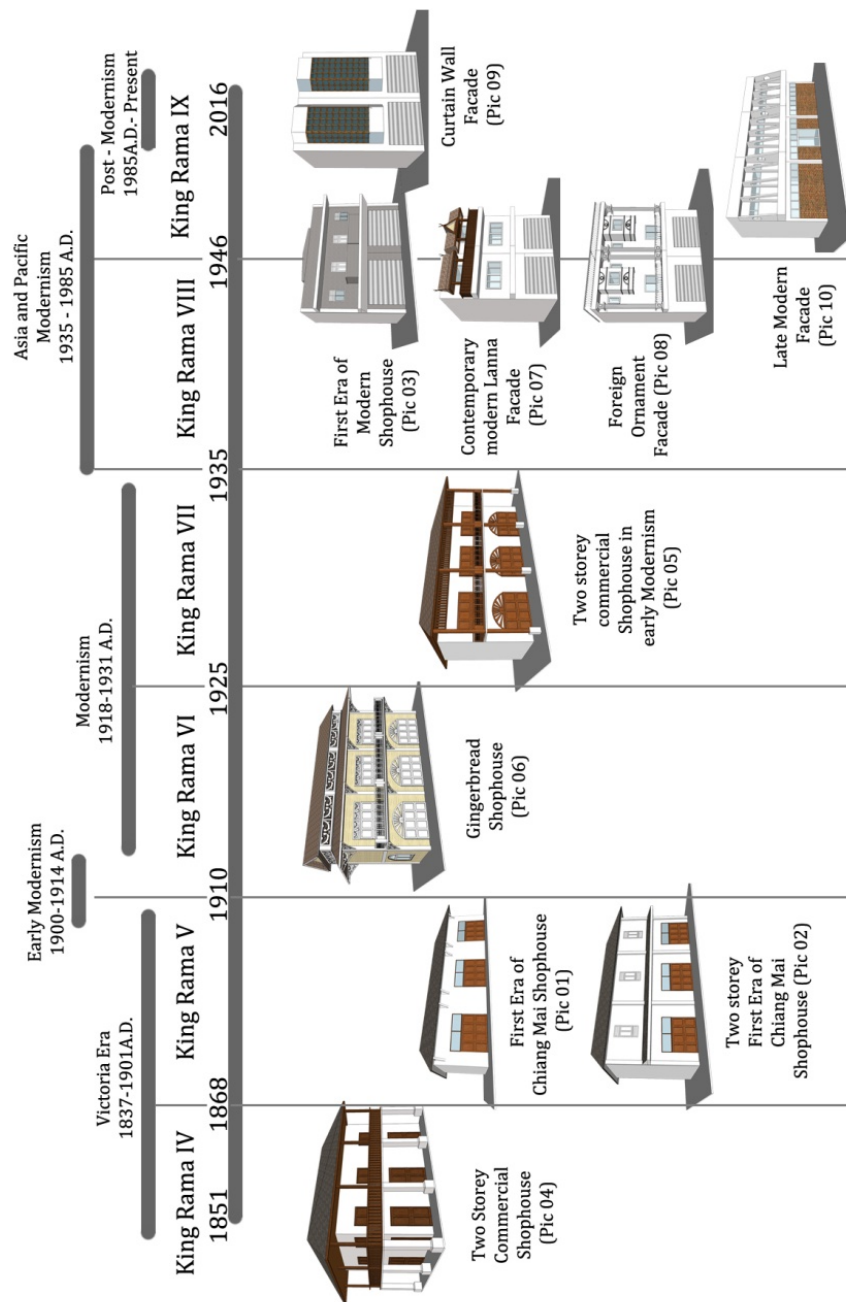 Victoria Era
1837-1901A.D.
Early Modernism
1900-1914 A.D.
Modernism
1918-1931 A.D.
Asia and Pacific
Modernism
1935 - 1985 A.D.
Post - Modernism
1985A.D.- Present
King Rama IV
King Rama V
King Rama VI
King Rama VII
King Rama VIII
King Rama IX
1851
1868
1910
1925
1935
1946
2016
Two Storey
Commercial
Shophouse
(Pic 04)
First Era of
Chiang Mai Shophouse
(Pic 01)
Two storey
First Era of
Chiang Mai
Shophouse (Pic 02)
Gingerbread
Shophouse
(Pic 06)
Two storey
commercial
Shophouse in
early Modernism
(Pic 05)
First Era of
Modern
Shophouse
(Pic 03)
Contemporary
modern Lanna
Facade
(Pic 07)
Foreign
Ornament
Facade (Pic 08)
Curtain Wall
Facade
(Pic 09)
Late Modern
Facade
(Pic 10)